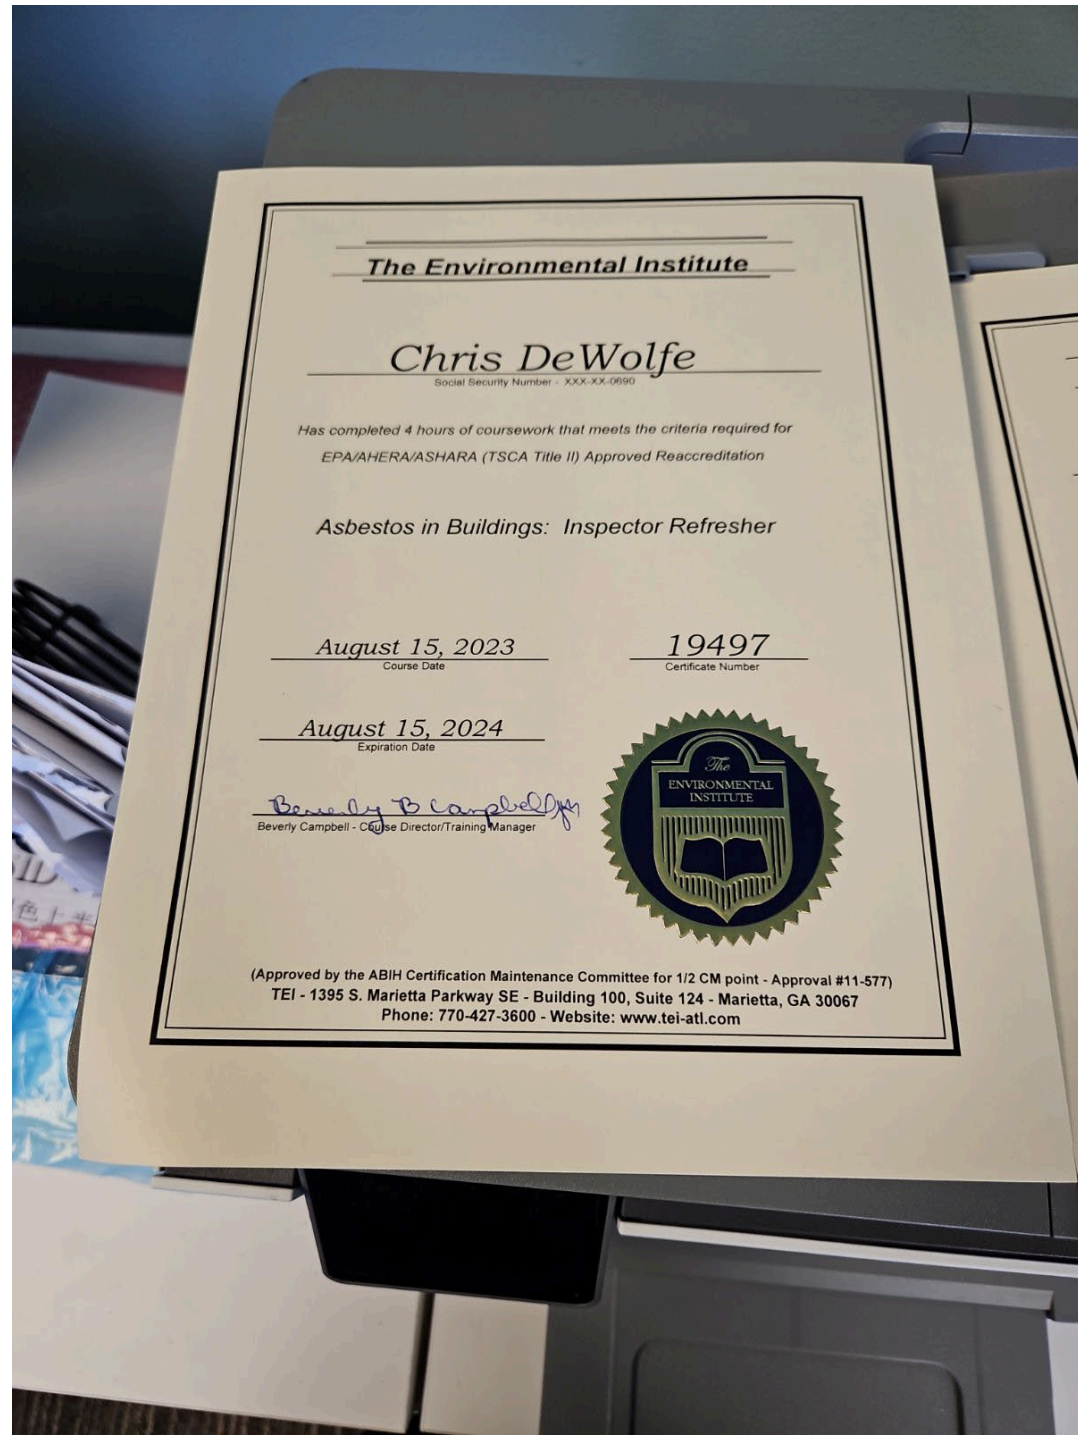 The Environmental Institute
Chris DeWolfe
Social Security Number - XXX-XX-0690
Has completed 4 hours of coursework that meets the criteria required for
EPA/AHERA/ASHARA (TSCA Title II) Approved Reaccreditation
Asbestos in Buildings: Inspector Refresher
August 15, 2023
Course Date
19497
Certificate Number
August 15, 2024
Expiration Date
Beverly B Campbell
Beverly Campbell - Course Director/Training Manager
The
ENVIRONMENTAL
INSTITUTE
(Approved by the ABIH Certification Maintenance Committee for 1/2 CM point - Approval #11-577)
TEI - 1395 S. Marietta Parkway SE - Building 100, Suite 124 - Marietta, GA 30067
Phone: 770-427-3600 - Website: www.tei-atl.com